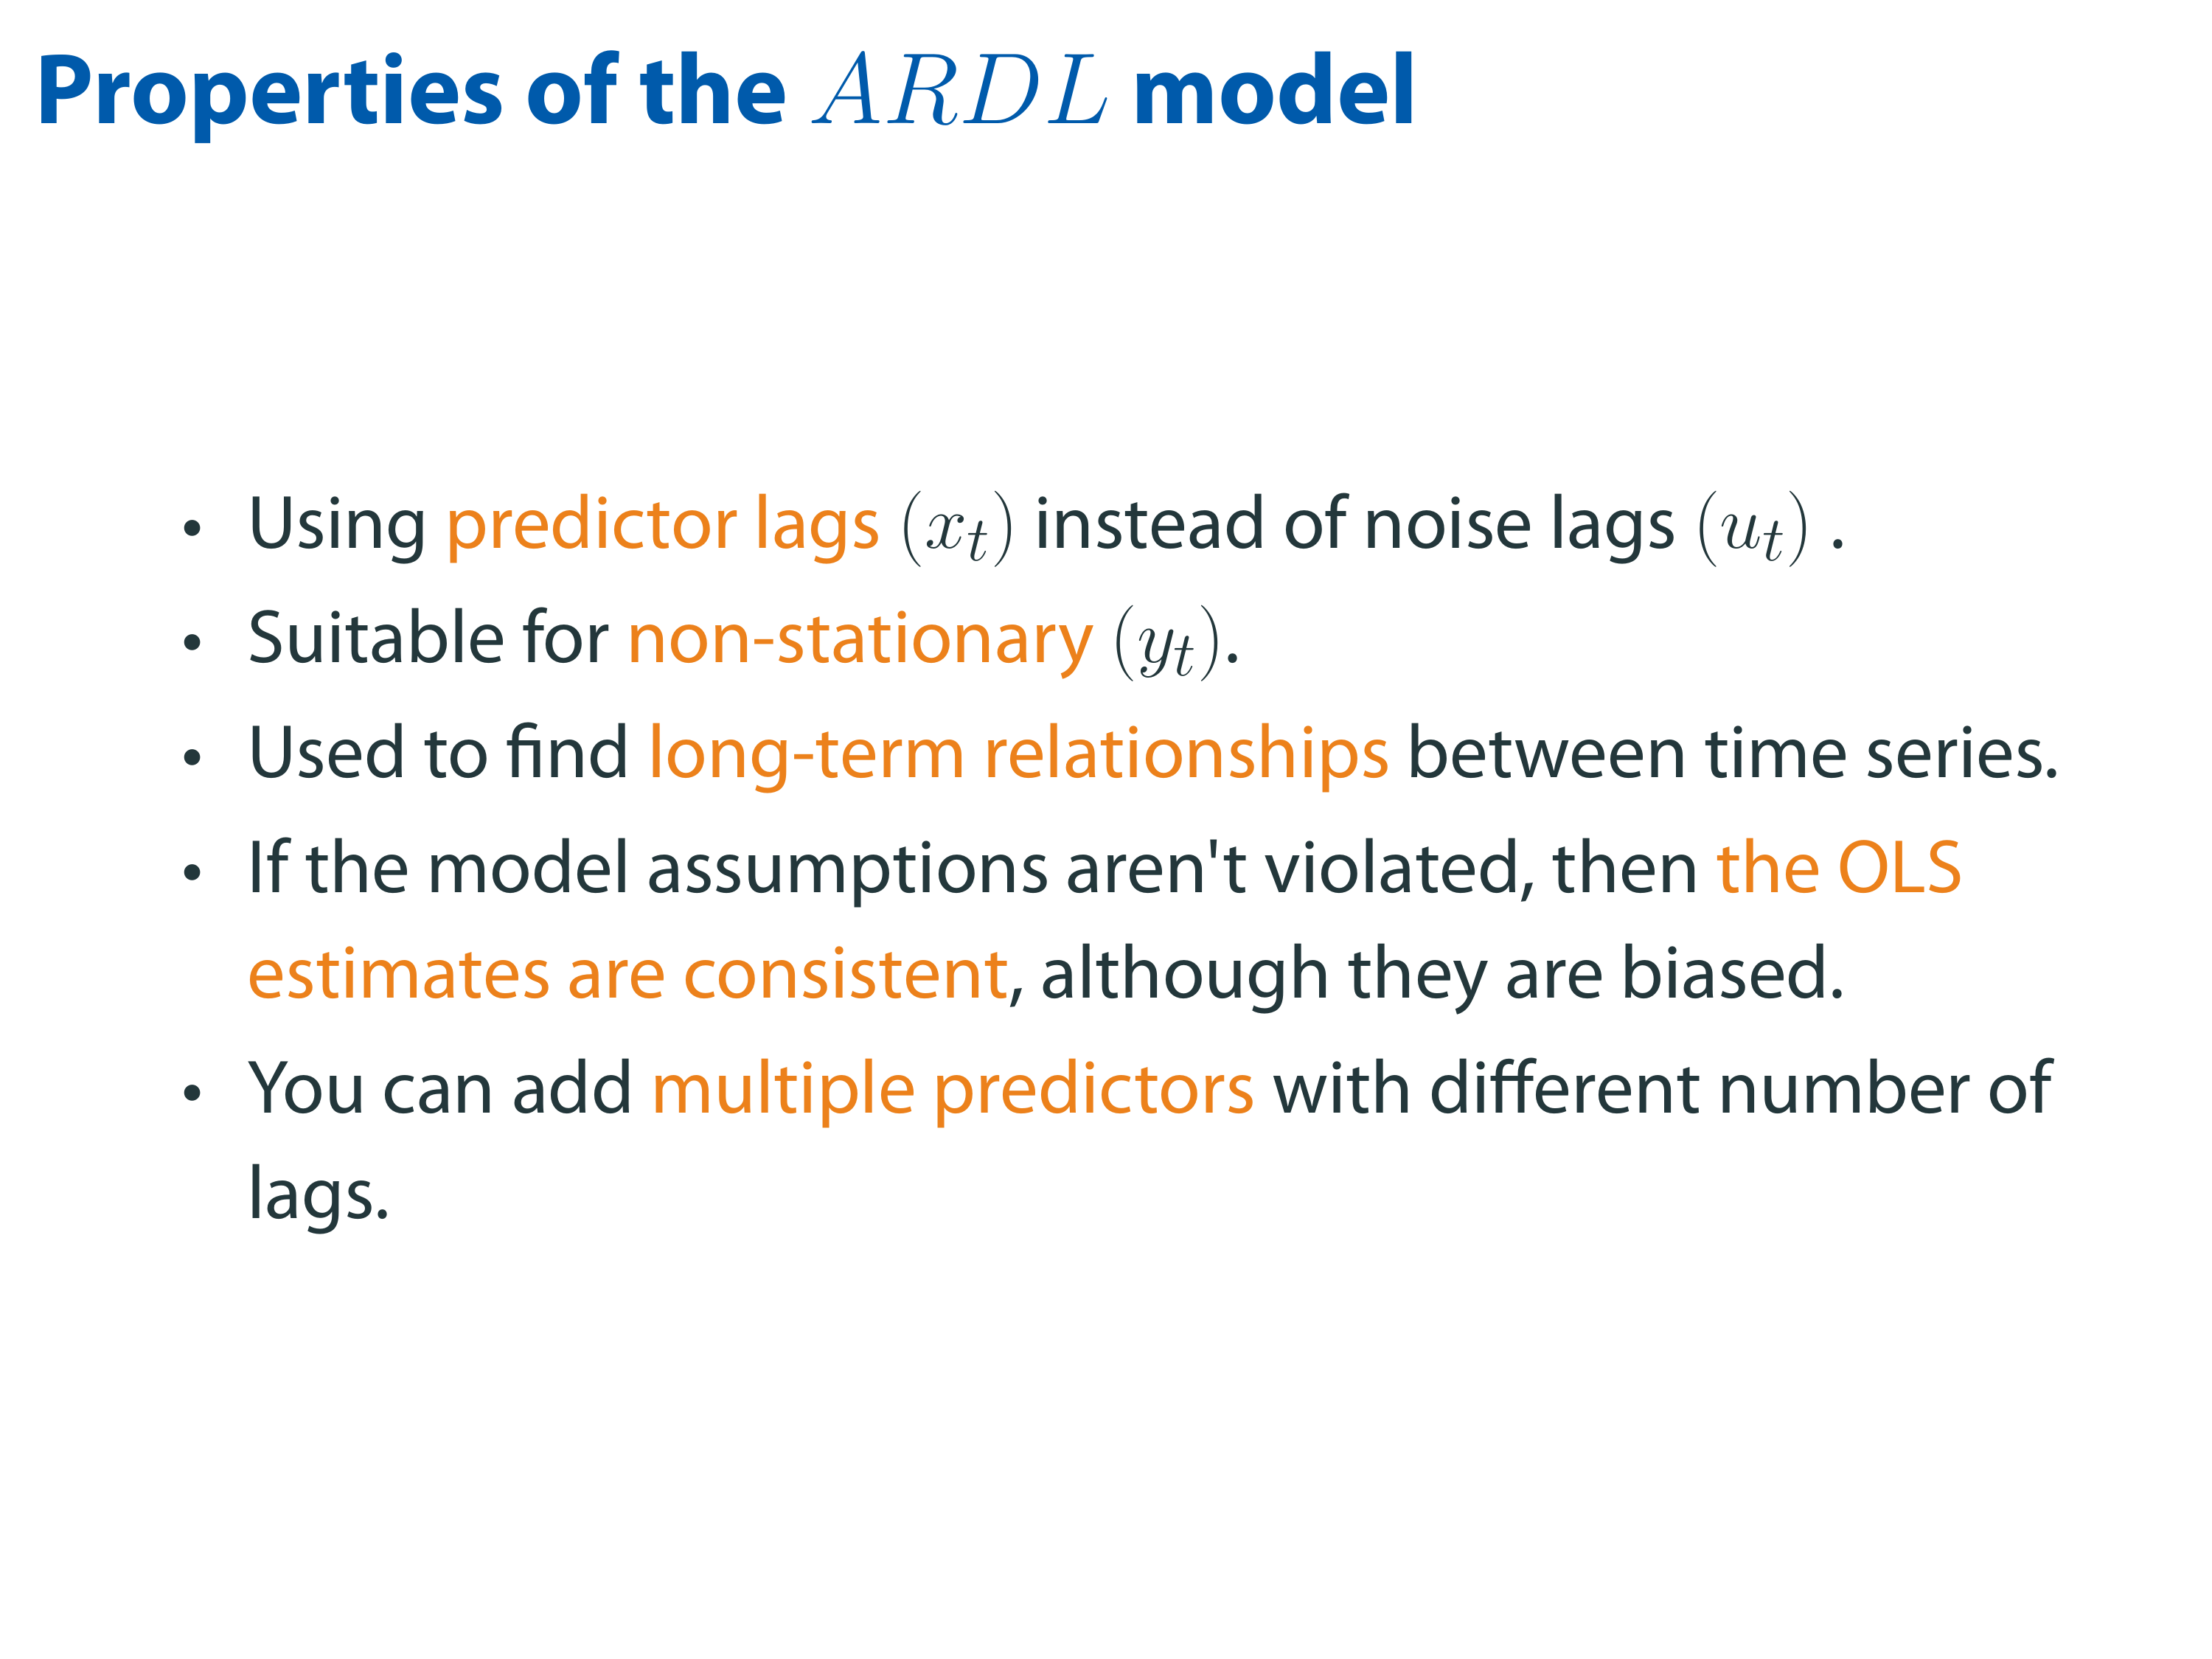 Properties of the ARDL model
• Using predictor lags (x_t) instead of noise lags (u_t) .
• Suitable for non-stationary (y_t).
• Used to find long-term relationships between time series.
• If the model assumptions aren't violated, then the OLS
estimates are consistent, although they are biased.
• You can add multiple predictors with different number of
lags.